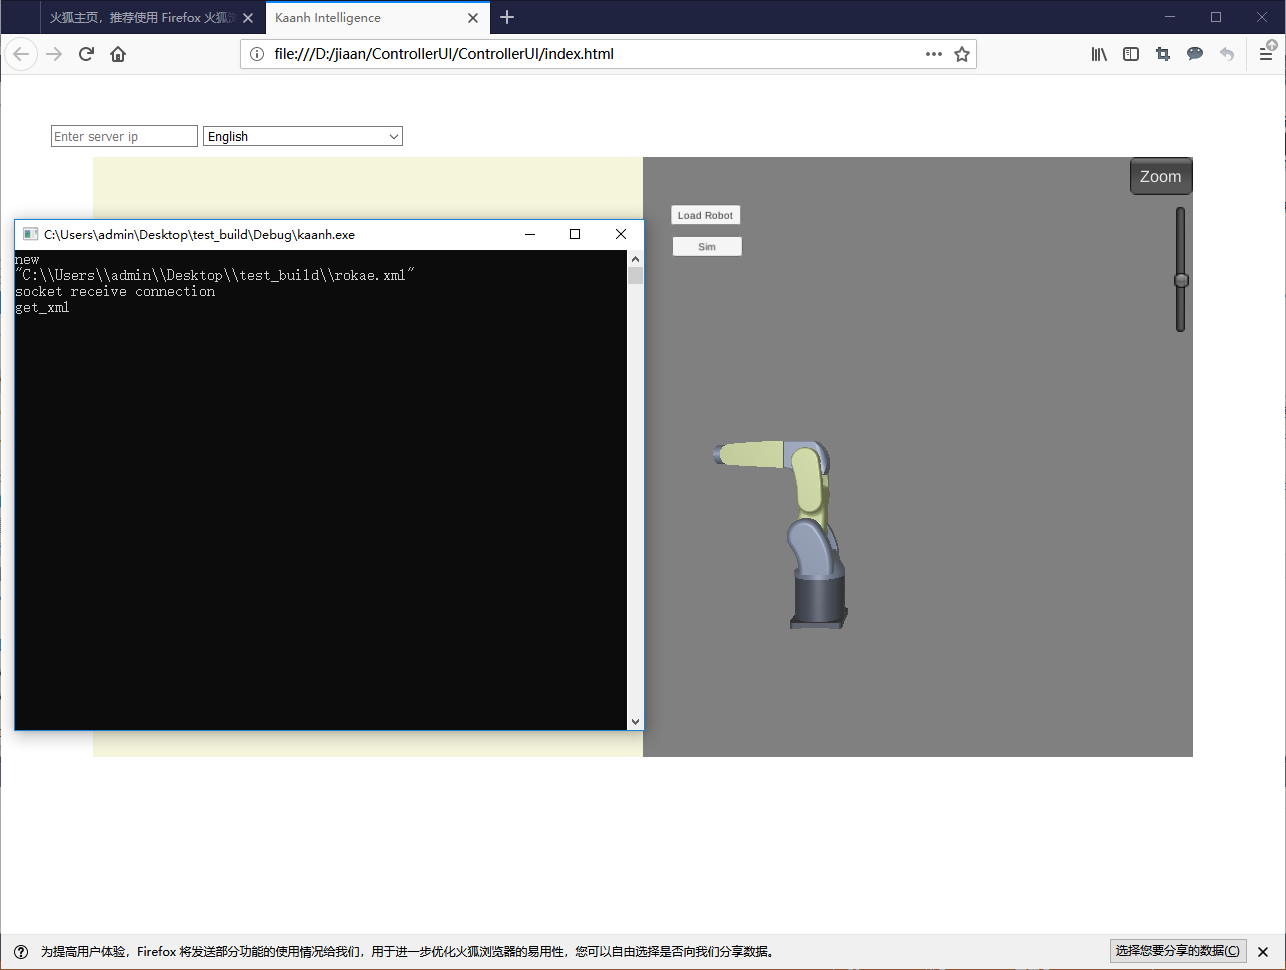 火狐主页，推荐使用 Firefox 火狐
Kaanh Intelligence
file:///D:/jiaan/ControllerUI/ControllerUI/index.html
Enter server ip
English
Zoom
Load Robot
Sim
C:\Users\admin\Desktop\test_build\Debug\kaanh.exe
new
"C:\\Users\\admin\\Desktop\\test_build\\rokae.xml"
socket receive connection
get_xml
为提高用户体验，Firefox 将发送部分功能的使用情况给我们，用于进一步优化火狐浏览器的易用性，您可以自由选择是否向我们分享数据。
选择您要分享的数据(C)